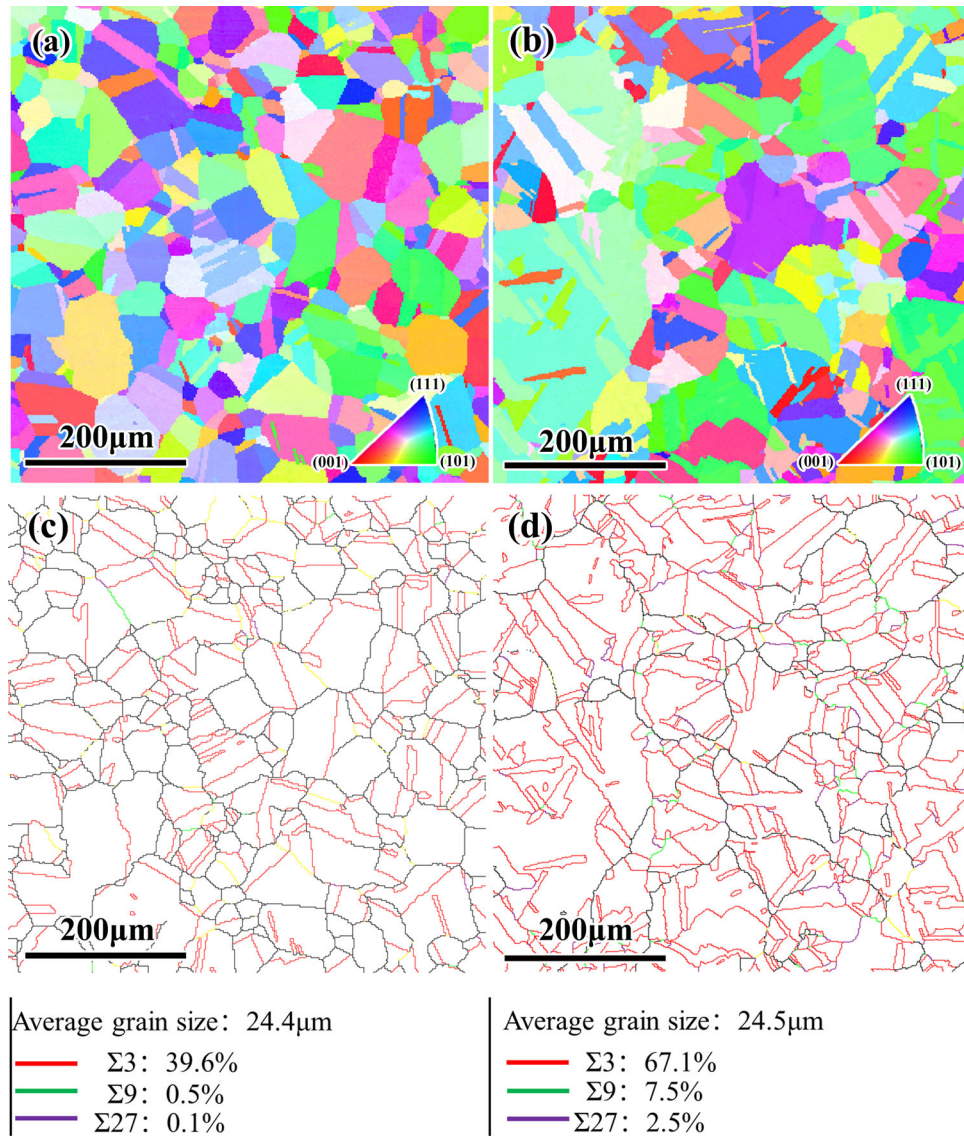 (a)
(b)
(111)
(001)
(101)
200μm
(111)
(001)
(101)
200μm
(c)
(d)
200μm
200μm
Average grain size: 24.4μm
Σ3: 39.6%
Σ9: 0.5%
Σ27: 0.1%
Average grain size: 24.5μm
Σ3: 67.1%
Σ9: 7.5%
Σ27: 2.5%